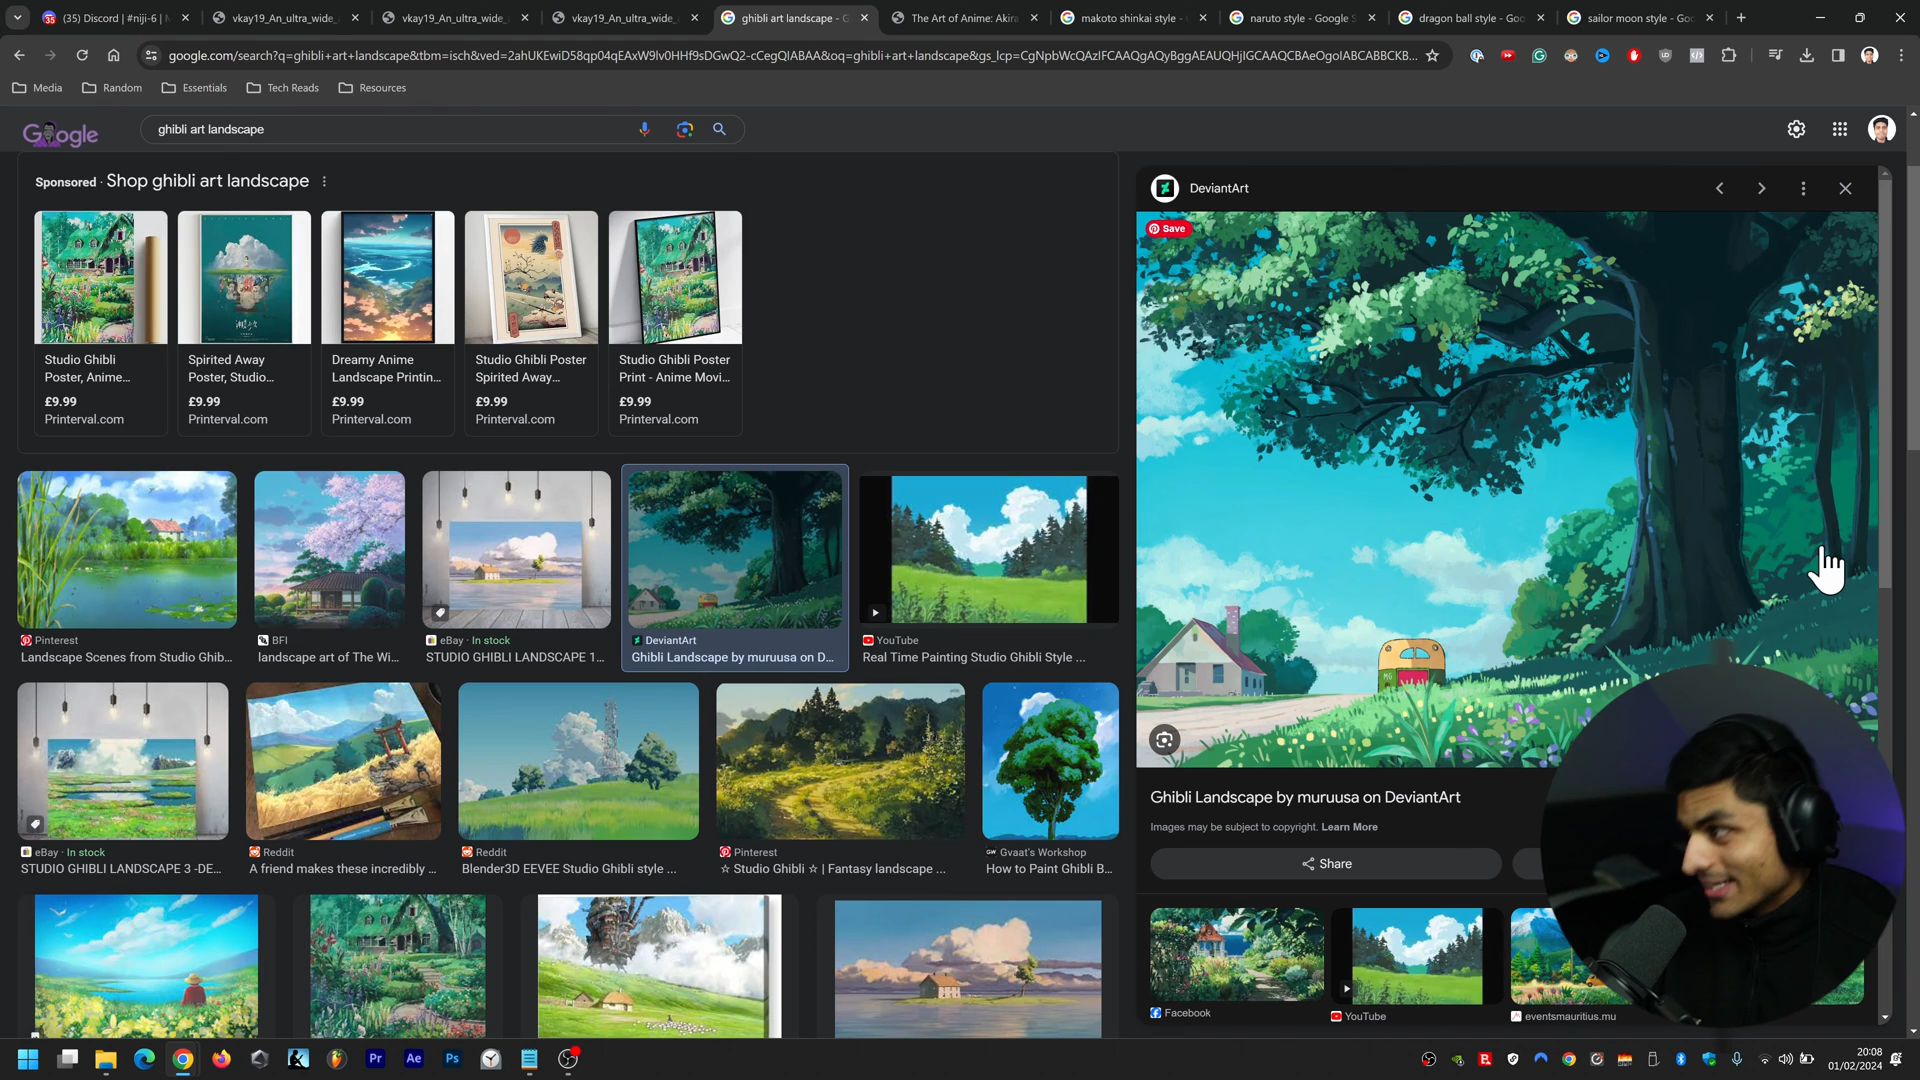 (35) Discord | #niji-6 |
vkay19_An_ultra_wide_
vkay19_An_ultra_wide_
vkay19_An_ultra_wide_
ghibli art landscape - G
The Art of Anime: Akira
makoto shinkai style -
naruto style - Google S
dragon ball style - Goo
sailor moon style - Goo
google.com/search?q=ghibli+art+landscape&tbm=isch&ved=2ahUKEwiD58qp04qEAxW9lv0HHf9sDGwQ2-cCegQIABAA&oq=ghibli+art+landscape&gs_lcp=CgNpbWcQAzIFCAAQgAQyBggAEAUQHjIGCAAQCBAeOgoIABCABBCKB...
Media
Random
Essentials
Tech Reads
Resources
Google
ghibli art landscape
Sponsored · Shop ghibli art landscape
Studio Ghibli
Poster, Anime...
£9.99
Printerval.com
Spirited Away
Poster, Studio...
£9.99
Printerval.com
Dreamy Anime
Landscape Printin...
£9.99
Printerval.com
Studio Ghibli Poster
Spirited Away...
£9.99
Printerval.com
Studio Ghibli Poster
Print - Anime Movi...
£9.99
Printerval.com
Pinterest
Landscape Scenes from Studio Ghib...
BFI
landscape art of The Wi...
eBay · In stock
STUDIO GHIBLI LANDSCAPE 1...
DeviantArt
Ghibli Landscape by muruusa on D...
YouTube
Real Time Painting Studio Ghibli Style ...
eBay · In stock
STUDIO GHIBLI LANDSCAPE 3 -DE...
Reddit
A friend makes these incredibly ...
Reddit
Blender3D EEVEE Studio Ghibli style ...
Pinterest
☆ Studio Ghibli ☆ | Fantasy landscape ...
GW Gvaat's Workshop
How to Paint Ghibli B...
DeviantArt
Save
Ghibli Landscape by muruusa on DeviantArt
Images may be subject to copyright. Learn More
Share
Facebook
YouTube
eventsmauritius.mu
Pr
Ae
Ps
20:08
01/02/2024